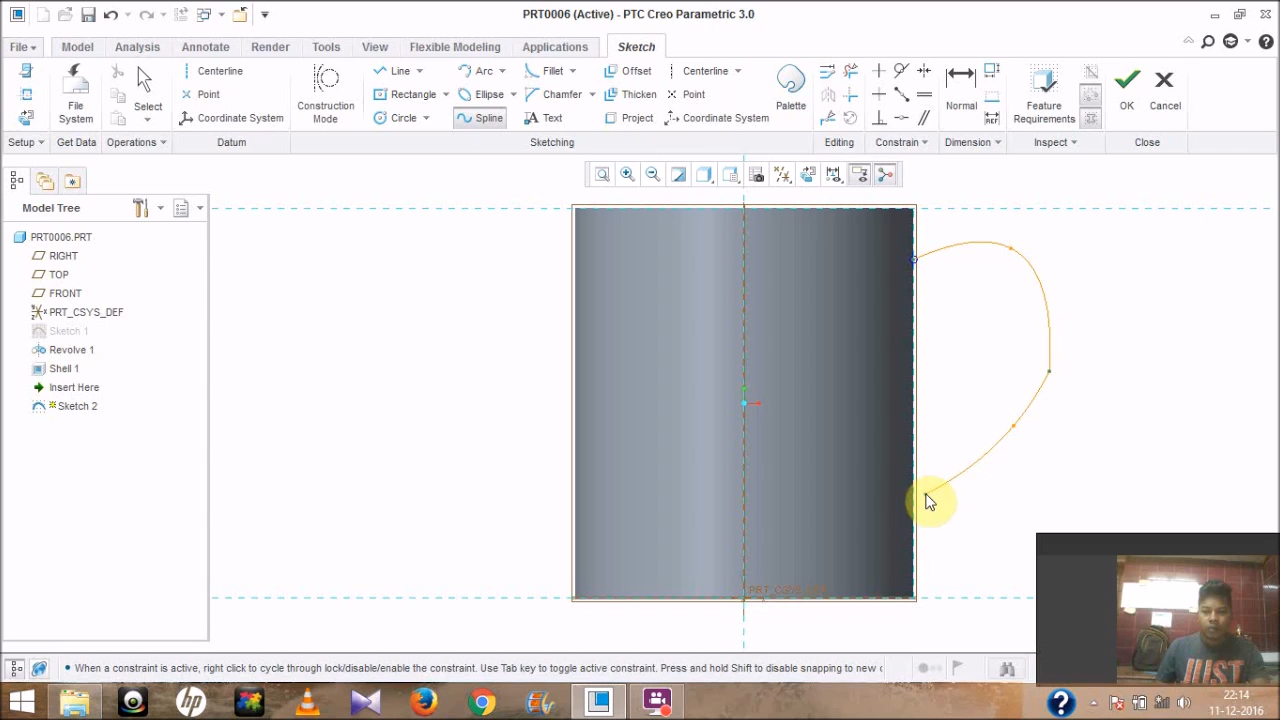 PRT0006 (Active) - PTC Creo Parametric 3.0
File Model Analysis Annotate Render Tools View Flexible Modeling Applications Sketch
Centerline Line Arc Fillet Offset Centerline
Point Rectangle Ellipse Chamfer Thicken Point
Coordinate System Circle Spline Text Project Coordinate System
File System Select Construction Mode Palette Normal Feature Requirements OK Cancel
Setup Get Data Operations Datum Sketching Editing Constrain Dimension Inspect Close
Model Tree
PRT0006.PRT
RIGHT
TOP
FRONT
PRT_CSYS_DEF
Sketch 1
Revolve 1
Shell 1
Insert Here
Sketch 2
PRT_CSYS_DEF
JUST
When a constraint is active, right click to cycle through lock/disable/enable the constraint. Use Tab key to toggle active constraint. Press and hold Shift to disable snapping to new c
hp
22:14
11-12-2016